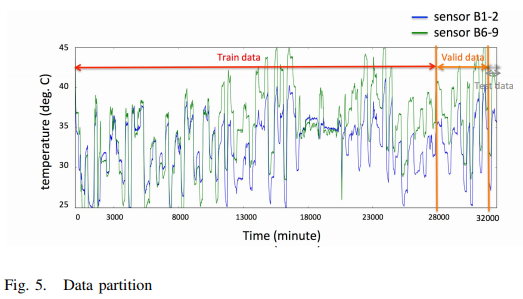 sensor B1-2
sensor B6-9
45
40
35
30
25
temperature (deg. C)
Train data
Valid data
Test data
0 3000 8000 13000 18000 23000 28000 32000
Time (minute)
Fig. 5. Data partition